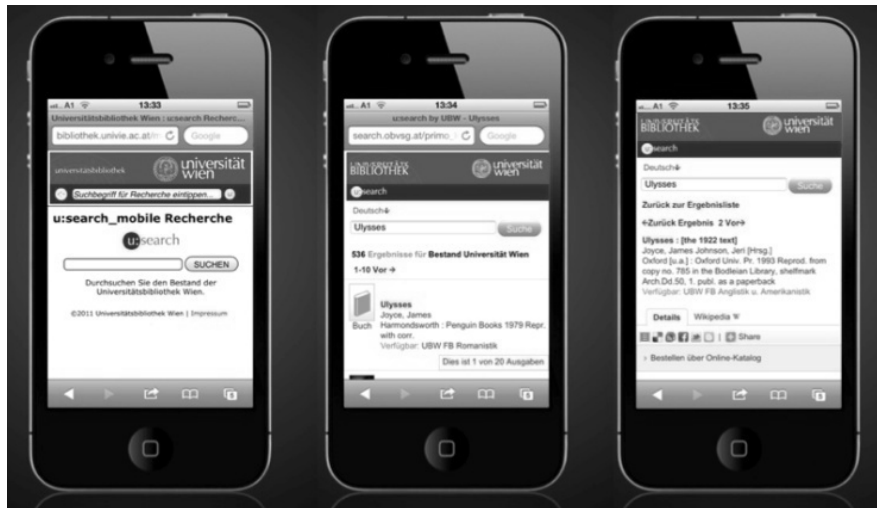 A1 13:33
Universitätsbibliothek Wien : u:search Recherc...
bibliothek.univie.ac.at/m
Google
universitätsbibliothek
universität
wien
Suchbegriff für Recherche eintippen...
u:search_mobile Recherche
u:search
SUCHEN
Durchsuchen Sie den Bestand der
Universitätsbibliothek Wien.
©2011 Universitätsbibliothek Wien | Impressum
A1 13:34
u:search by UBW - Ulysses
search.obvsg.at/primo_l
Google
UNIVERSITÄTS
BIBLIOTHEK
universität
wien
u:search
Deutsch
Ulysses
Suche
536 Ergebnisse für Bestand Universität Wien
1-10 Vor →
Buch
Ulysses
Joyce, James
Harmondsworth : Penguin Books 1979 Repr.
with corr.
Verfügbar: UBW FB Romanistik
Dies ist 1 von 20 Ausgaben
A1 13:35
UNIVERSITÄTS
BIBLIOTHEK
universität
wien
u:search
Deutsch
Ulysses
Suche
Zurück zur Ergebnisliste
←Zurück Ergebnis 2 Vor→
Ulysses : [the 1922 text]
Joyce, James Johnson, Jeri [Hrsg.]
Oxford [u.a.] : Oxford Univ. Pr. 1993 Reprod. from
copy no. 785 in the Bodleian Library, shelfmark
Arch.Dd.50, 1. publ. as a paperback
Verfügbar: UBW FB Anglistik u. Amerikanistik
Details
Wikipedia W
| Share
› Bestellen über Online-Katalog